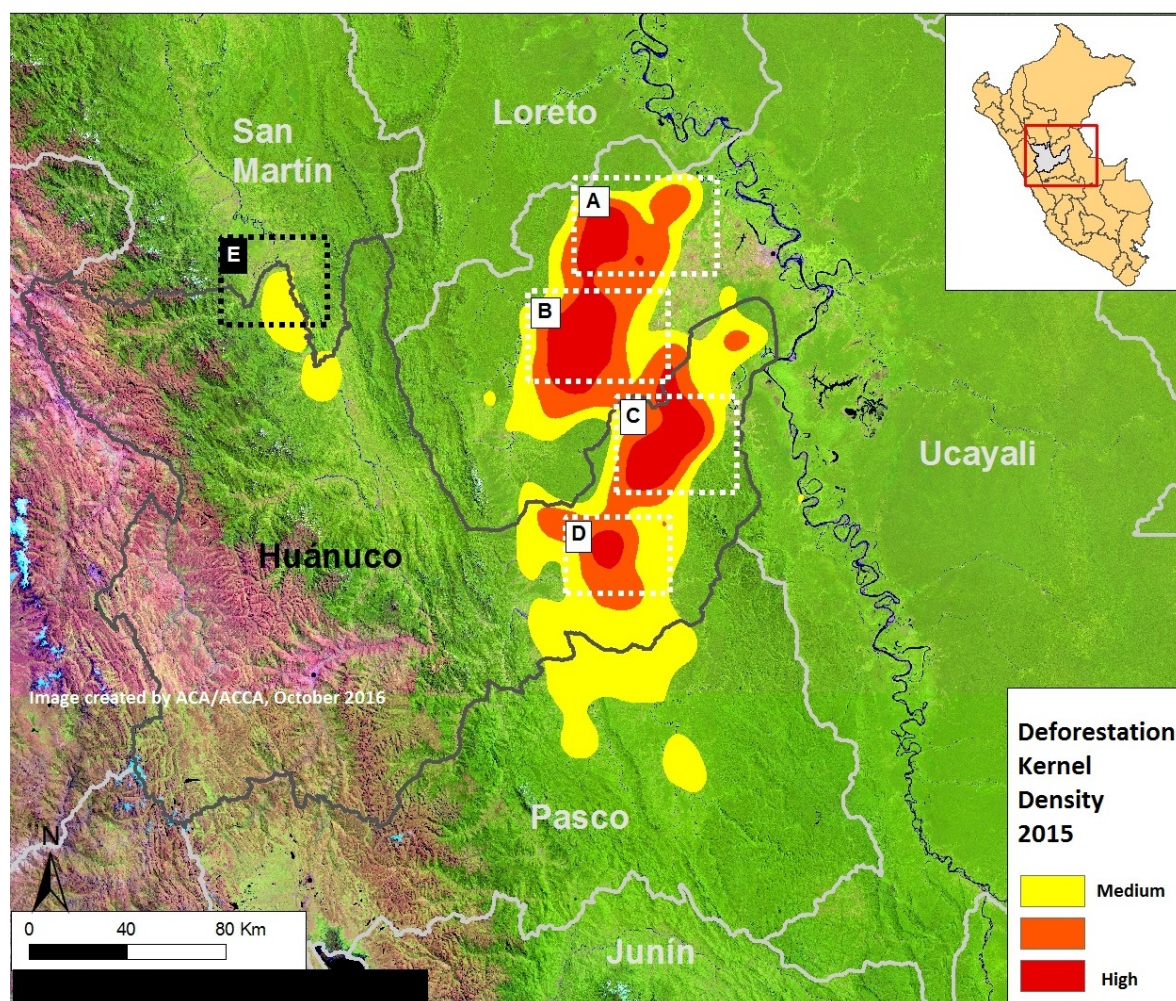 San
Martín
Loreto
A
E
B
C
Ucayali
D
Huánuco
Image created by ACA/ACCA, October 2016
Pasco
Junín
N
0 40 80 Km
Deforestation
Kernel
Density
2015
Medium
High